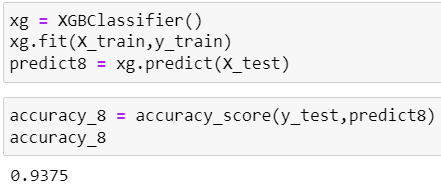 xg = XGBClassifier()
xg.fit(X_train,y_train)
predict8 = xg.predict(X_test)
accuracy_8 = accuracy_score(y_test,predict8)
accuracy_8
0.9375